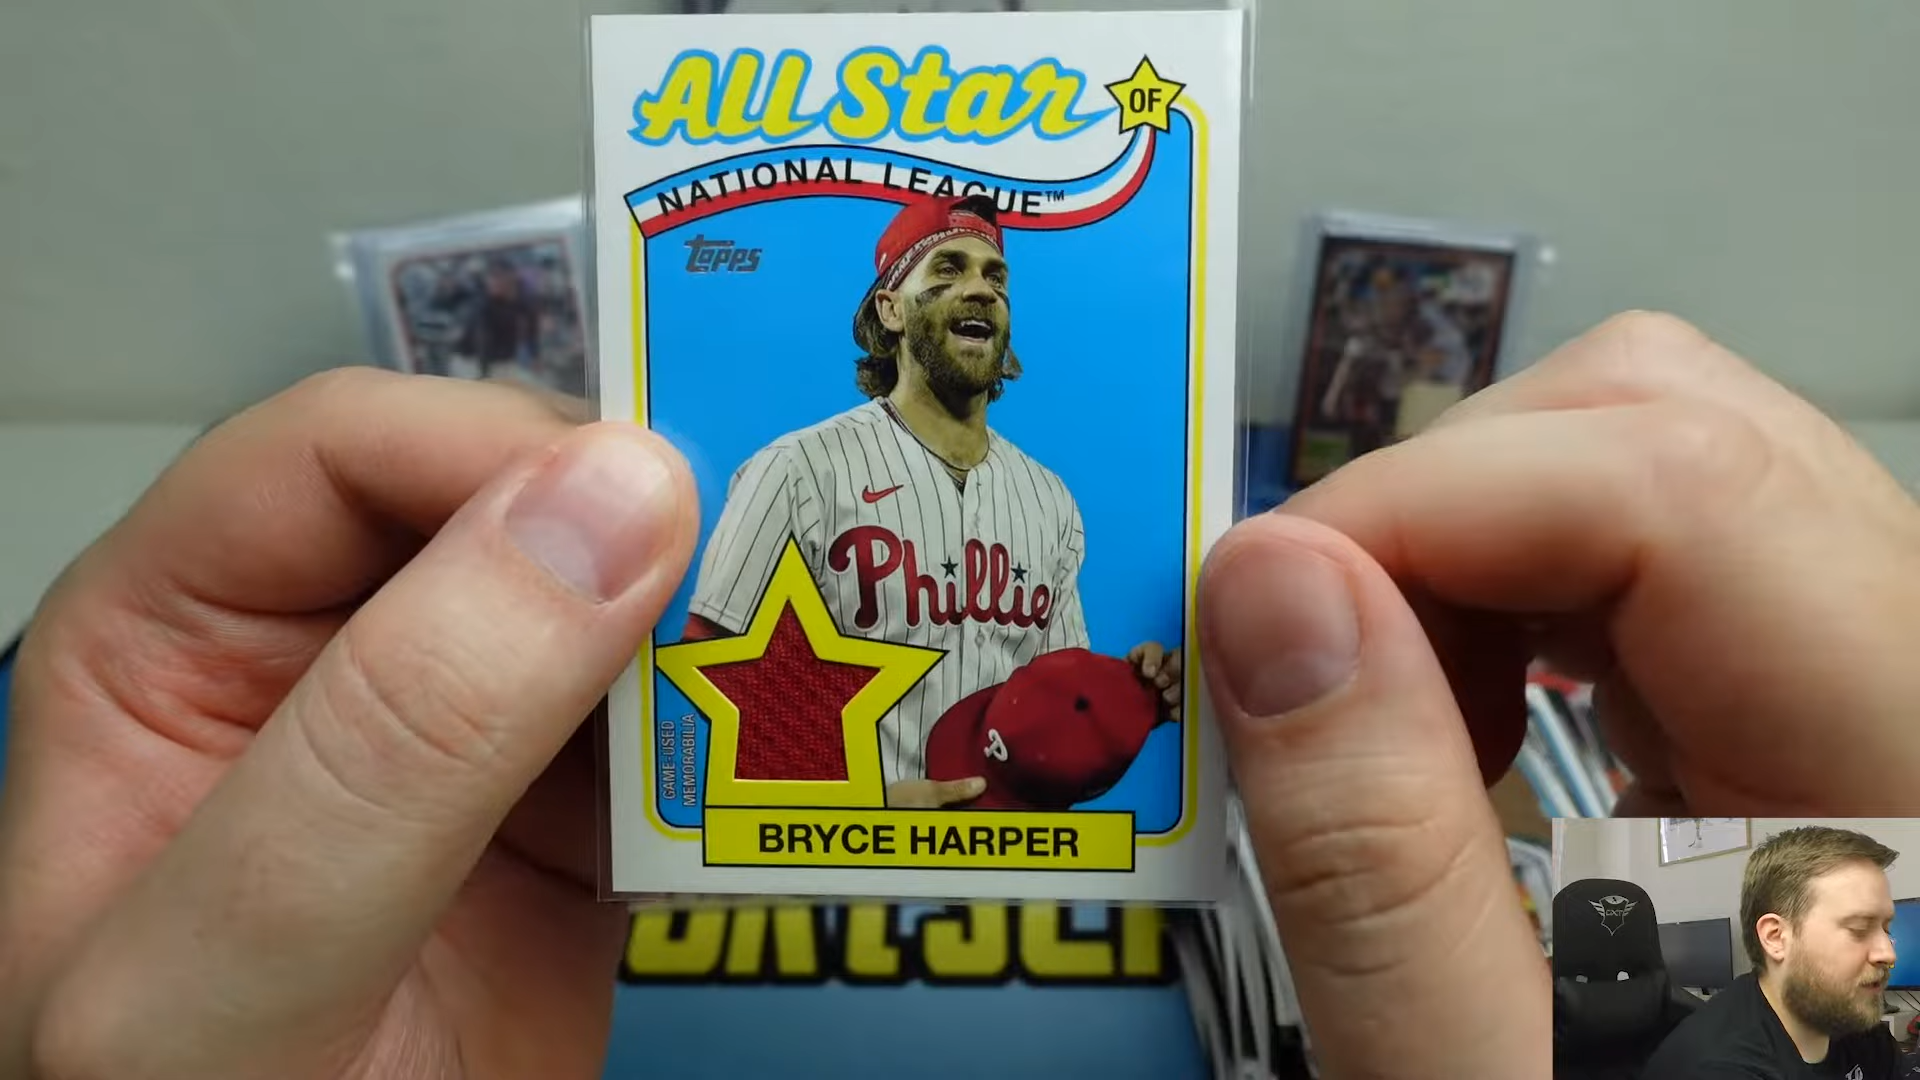 All Star
OF
NATIONAL LEAGUE™
topps
Phillie
P
GAME-USED
MEMORABILIA
BRYCE HARPER